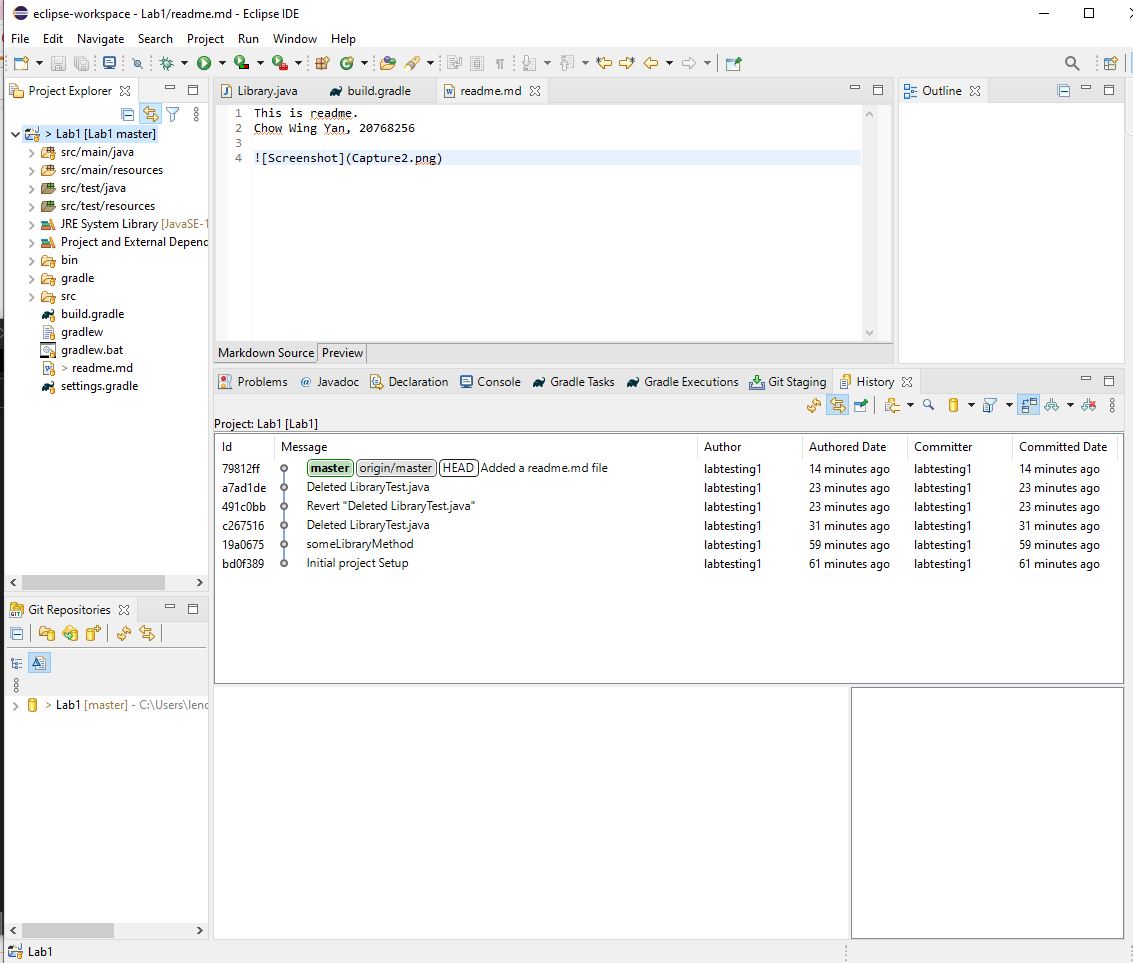 eclipse-workspace - Lab1/readme.md - Eclipse IDE
File Edit Navigate Search Project Run Window Help
Project Explorer
> Lab1 [Lab1 master]
src/main/java
src/main/resources
src/test/java
src/test/resources
JRE System Library [JavaSE-1
Project and External Depend
bin
gradle
src
build.gradle
gradlew
gradlew.bat
> readme.md
settings.gradle
Library.java build.gradle readme.md
1 This is readme.
2 Chow Wing Yan, 20768256
3
4 ![Screenshot](Capture2.png)
Markdown Source Preview
Outline
Problems Javadoc Declaration Console Gradle Tasks Gradle Executions Git Staging History
Project: Lab1 [Lab1]
Id Message Author Authored Date Committer Committed Date
79812ff master origin/master HEAD Added a readme.md file labtesting1 14 minutes ago labtesting1 14 minutes ago
a7ad1de Deleted LibraryTest.java labtesting1 23 minutes ago labtesting1 23 minutes ago
491c0bb Revert "Deleted LibraryTest.java" labtesting1 23 minutes ago labtesting1 23 minutes ago
c267516 Deleted LibraryTest.java labtesting1 31 minutes ago labtesting1 31 minutes ago
19a0675 someLibraryMethod labtesting1 59 minutes ago labtesting1 59 minutes ago
bd0f389 Initial project Setup labtesting1 61 minutes ago labtesting1 61 minutes ago
Git Repositories
> Lab1 [master] - C:\Users\lenc
Lab1